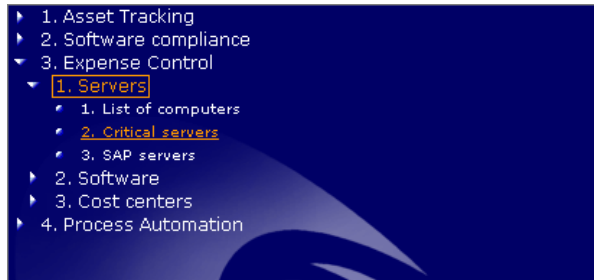 1. Asset Tracking
2. Software compliance
3. Expense Control
1. Servers
1. List of computers
2. Critical servers
3. SAP servers
2. Software
3. Cost centers
4. Process Automation